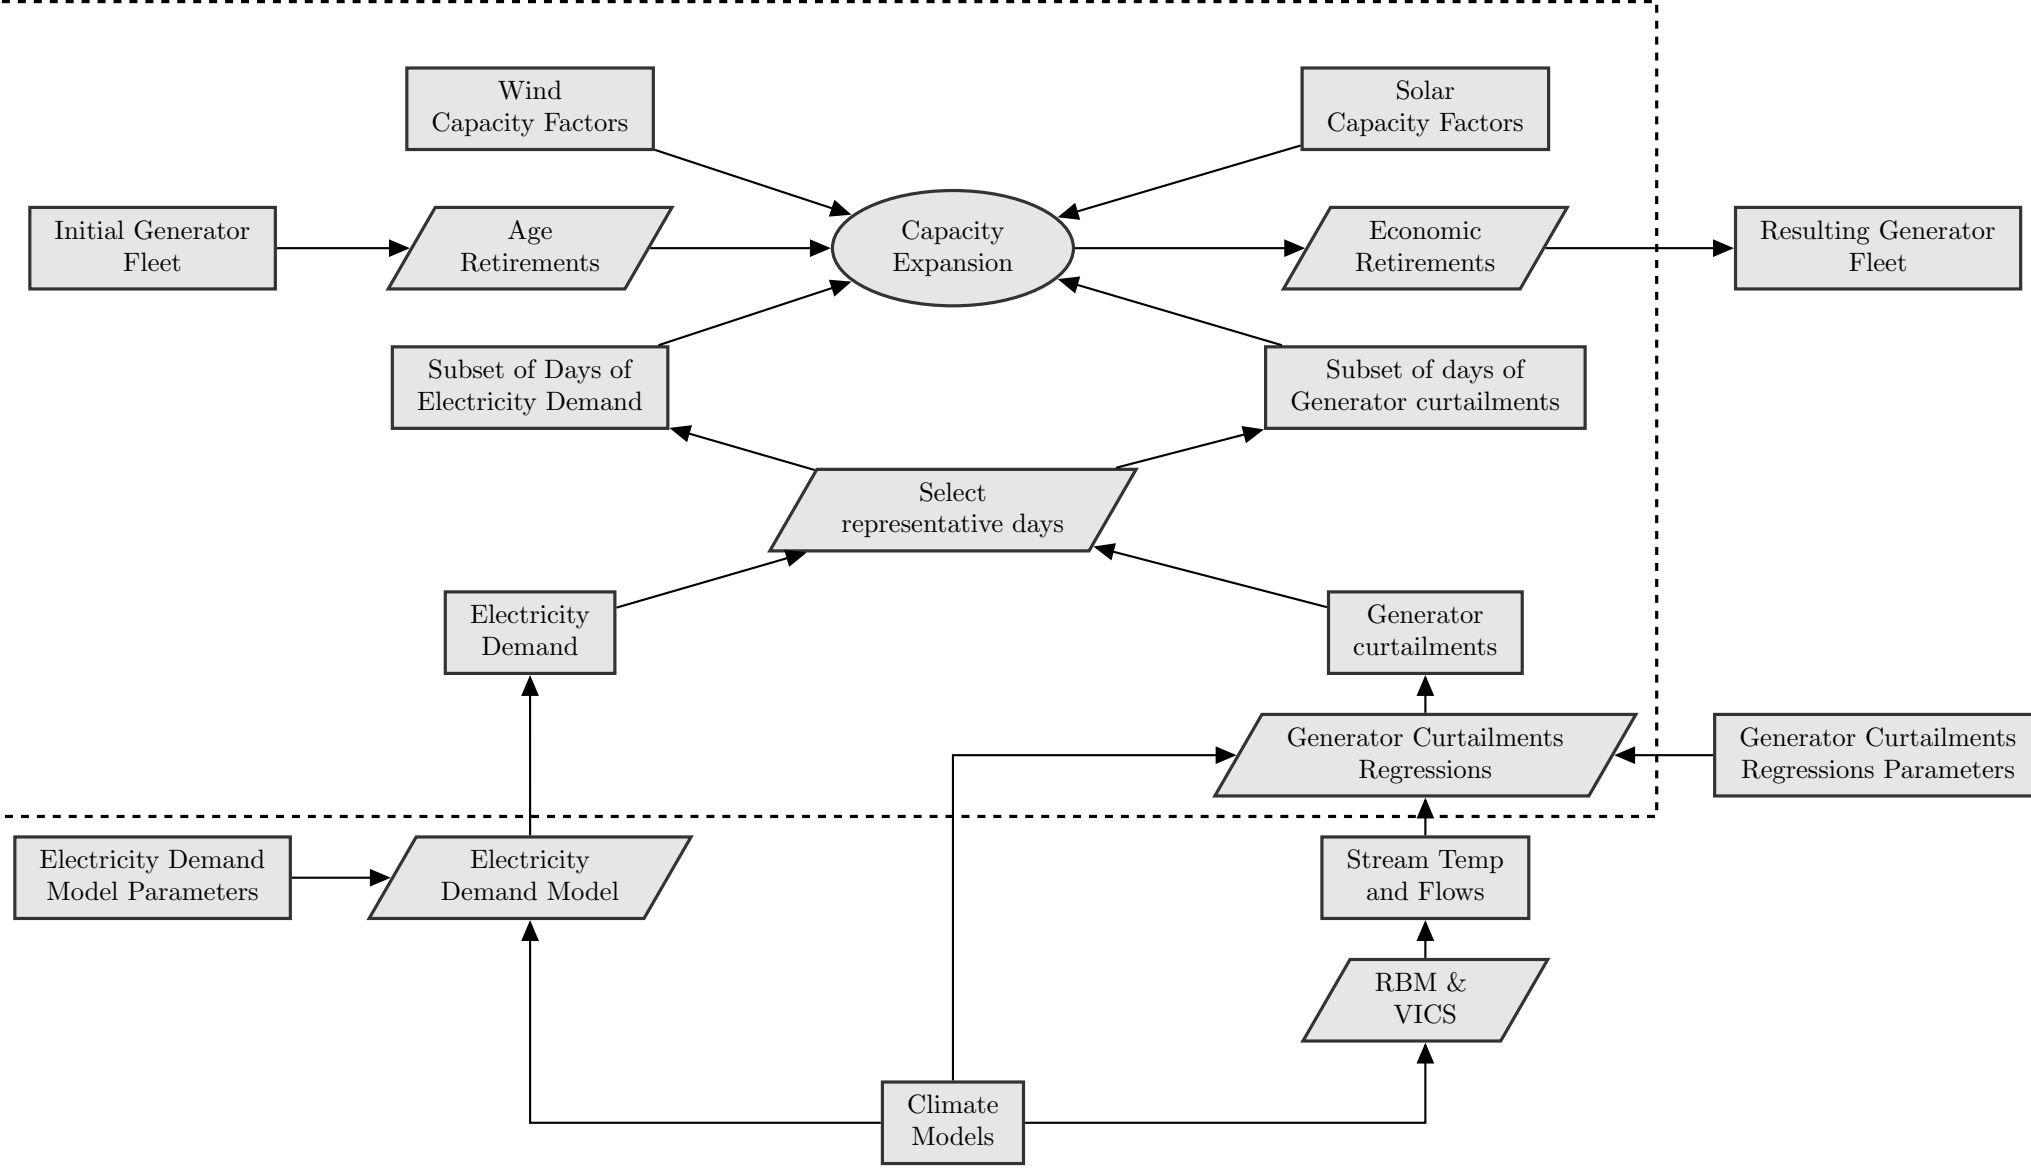 Wind
Capacity Factors
Solar
Capacity Factors
Initial Generator
Fleet
Age
Retirements
Capacity
Expansion
Economic
Retirements
Resulting Generator
Fleet
Subset of Days of
Electricity Demand
Subset of days of
Generator curtailments
Select
representative days
Electricity
Demand
Generator
curtailments
Generator Curtailments
Regressions
Generator Curtailments
Regressions Parameters
Electricity Demand
Model Parameters
Electricity
Demand Model
Stream Temp
and Flows
RBM &
VICS
Climate
Models